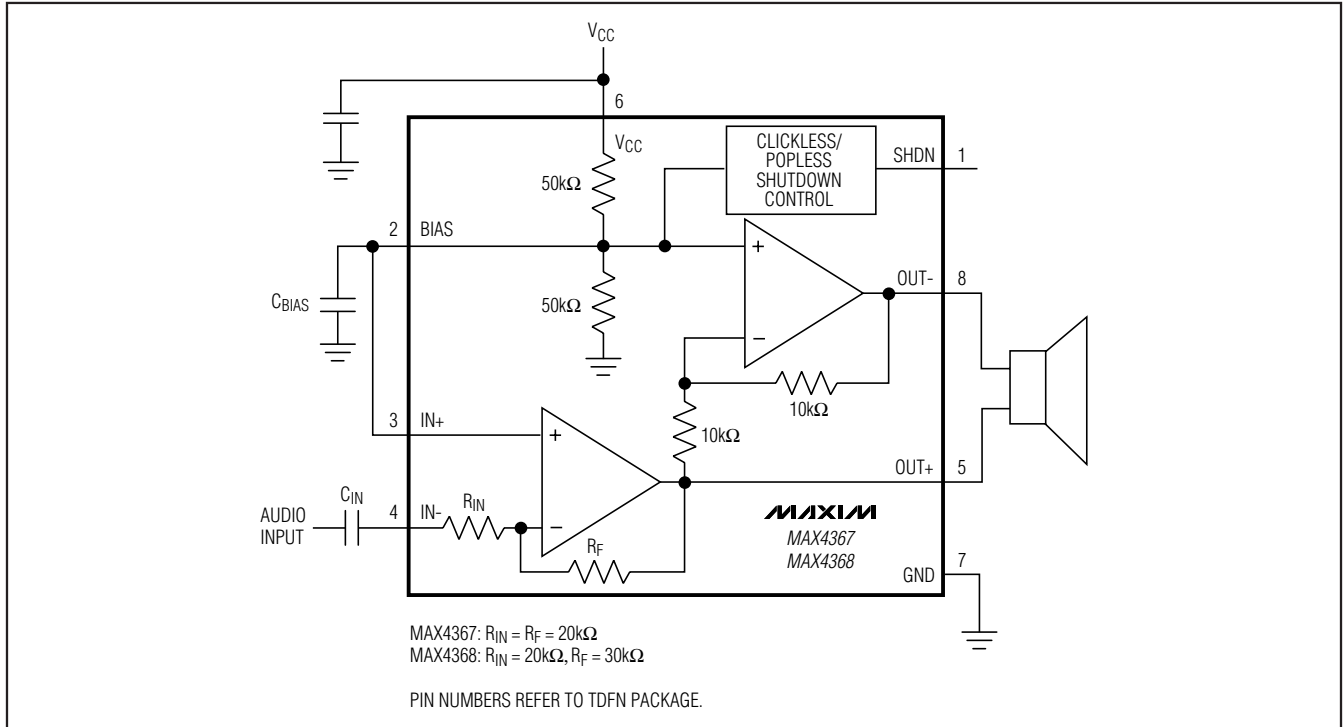 VCC
6
VCC
CLICKLESS/
POPLESS
SHUTDOWN
CONTROL
SHDN 1
50kΩ
2 BIAS
50kΩ
CBIAS
+
−
OUT- 8
10kΩ
10kΩ
3 IN+
+
−
OUT+ 5
CIN
AUDIO
INPUT
4 IN-
RIN
RF
MAXIM
MAX4367
MAX4368
GND 7
MAX4367: RIN = RF = 20kΩ
MAX4368: RIN = 20kΩ, RF = 30kΩ
PIN NUMBERS REFER TO TDFN PACKAGE.